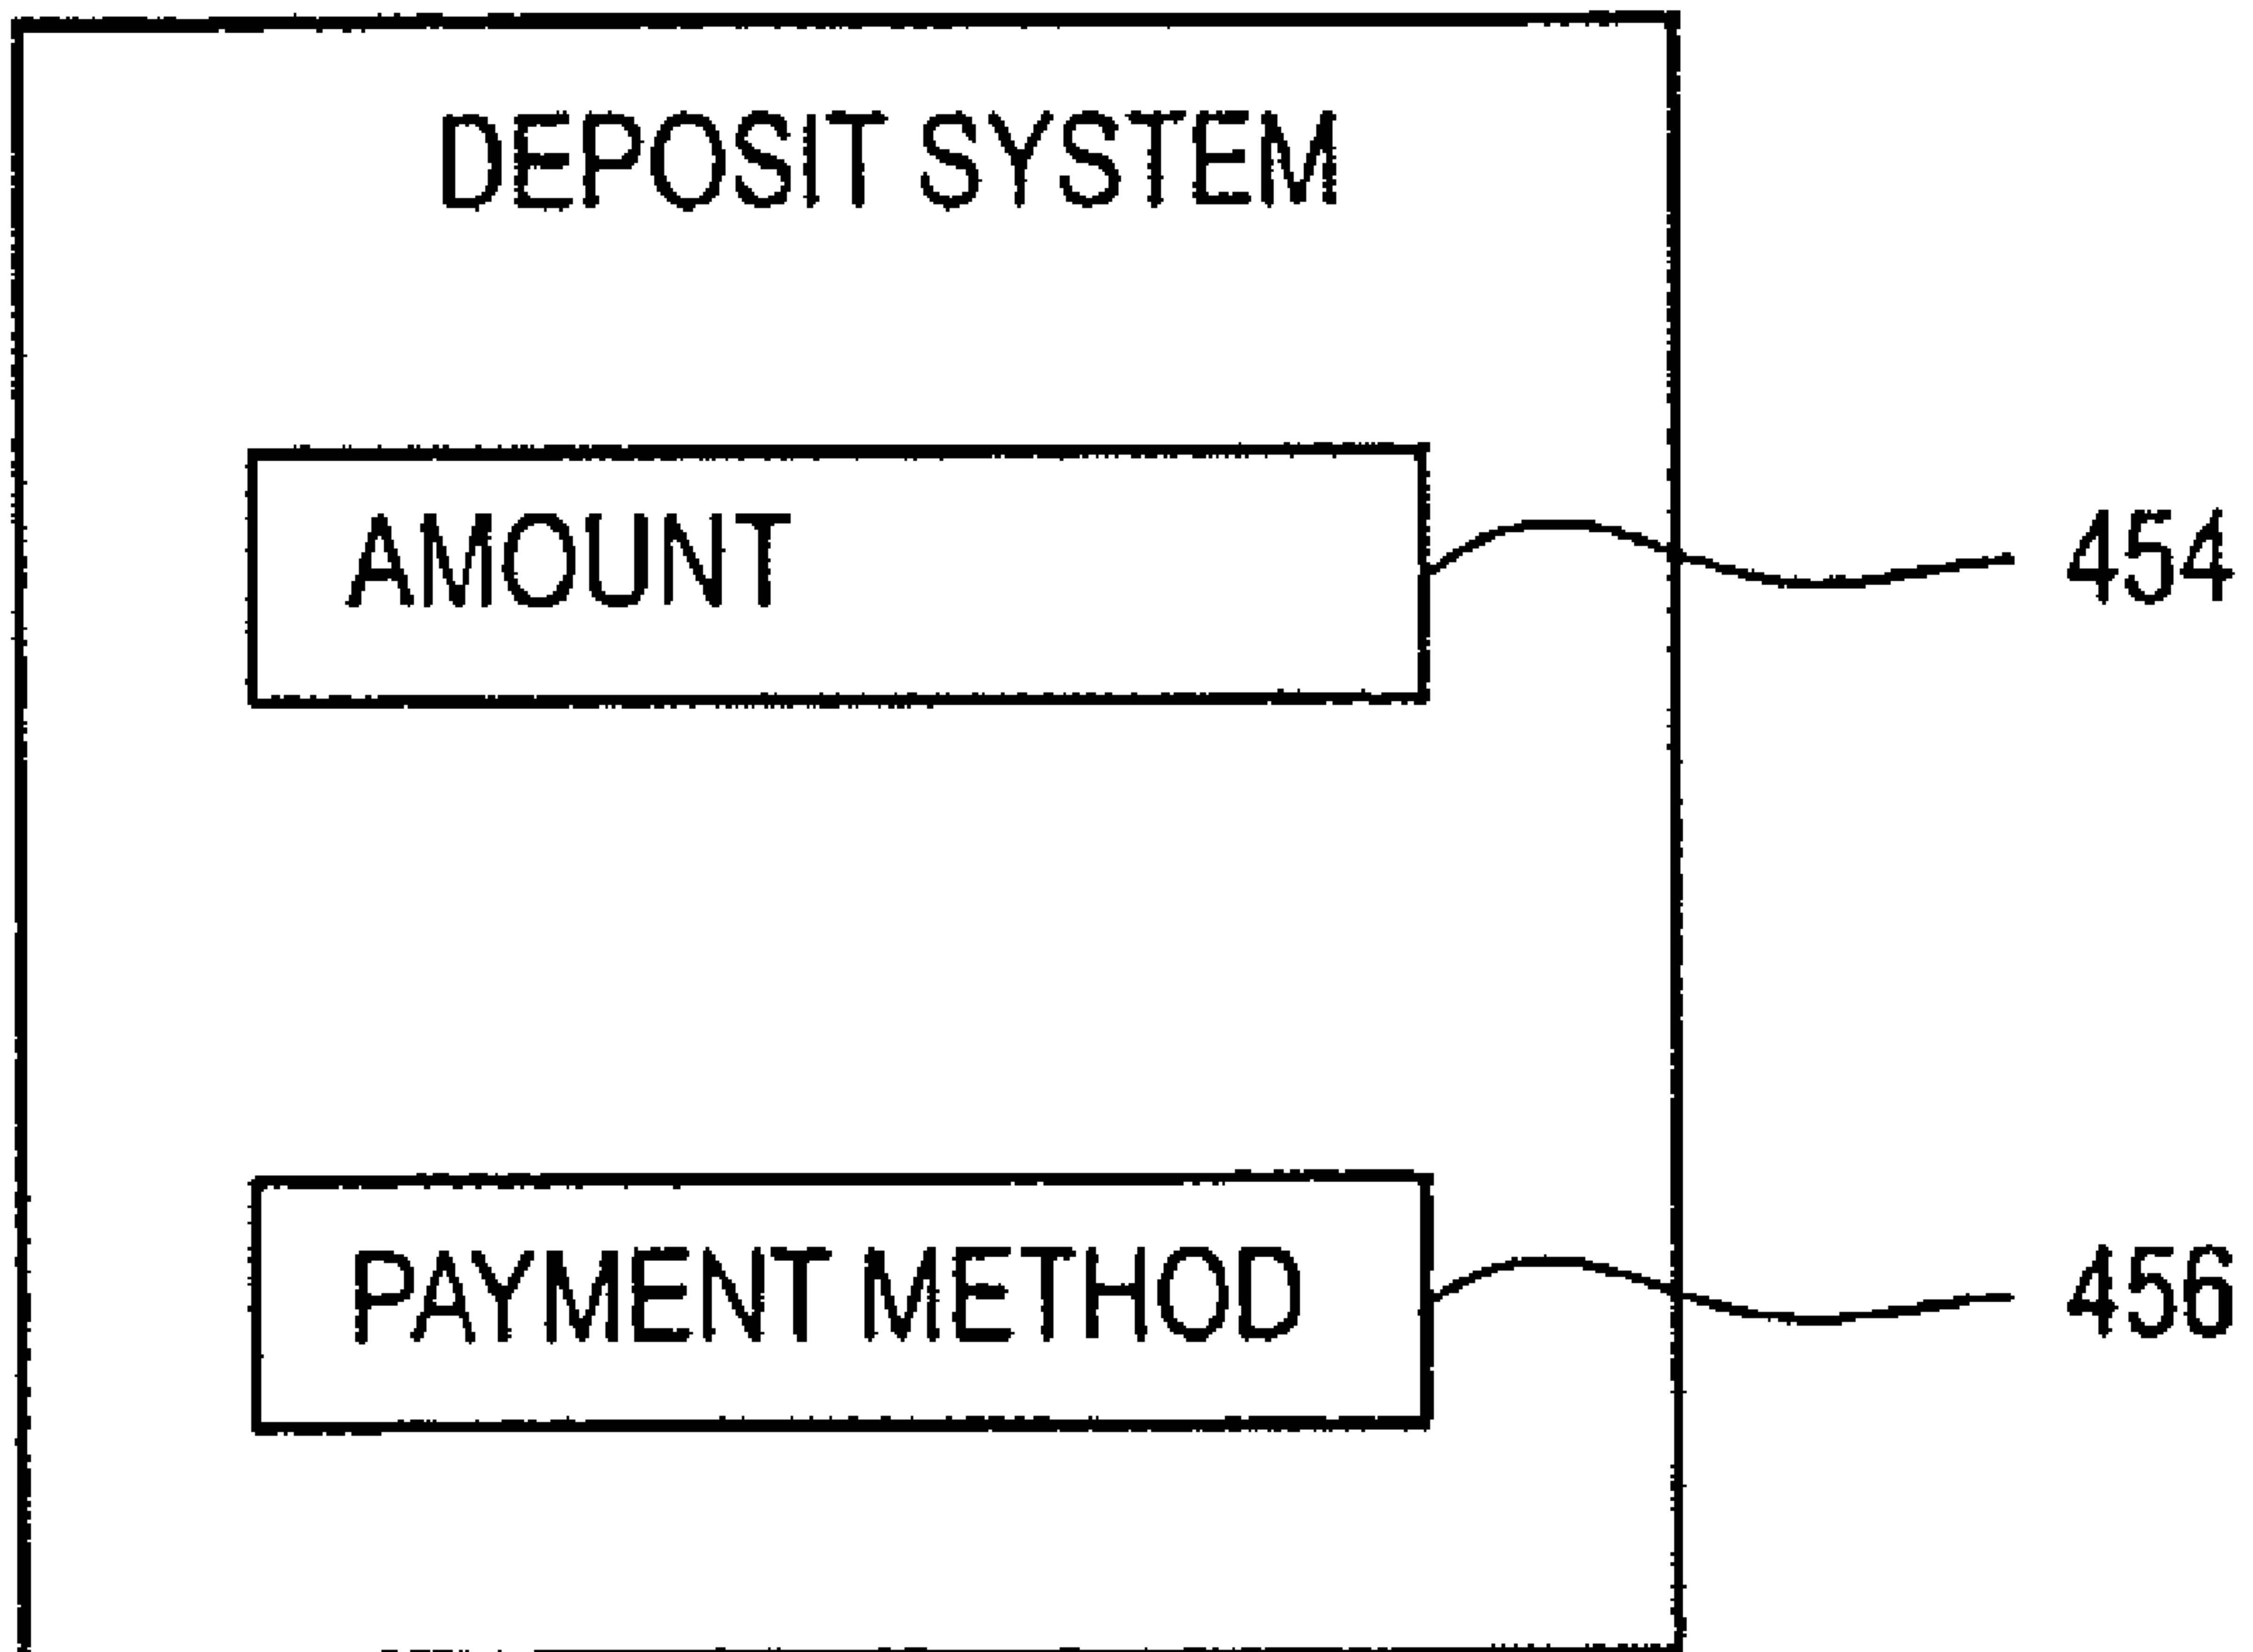 DEPOSIT SYSTEM
AMOUNT
454
PAYMENT METHOD
456